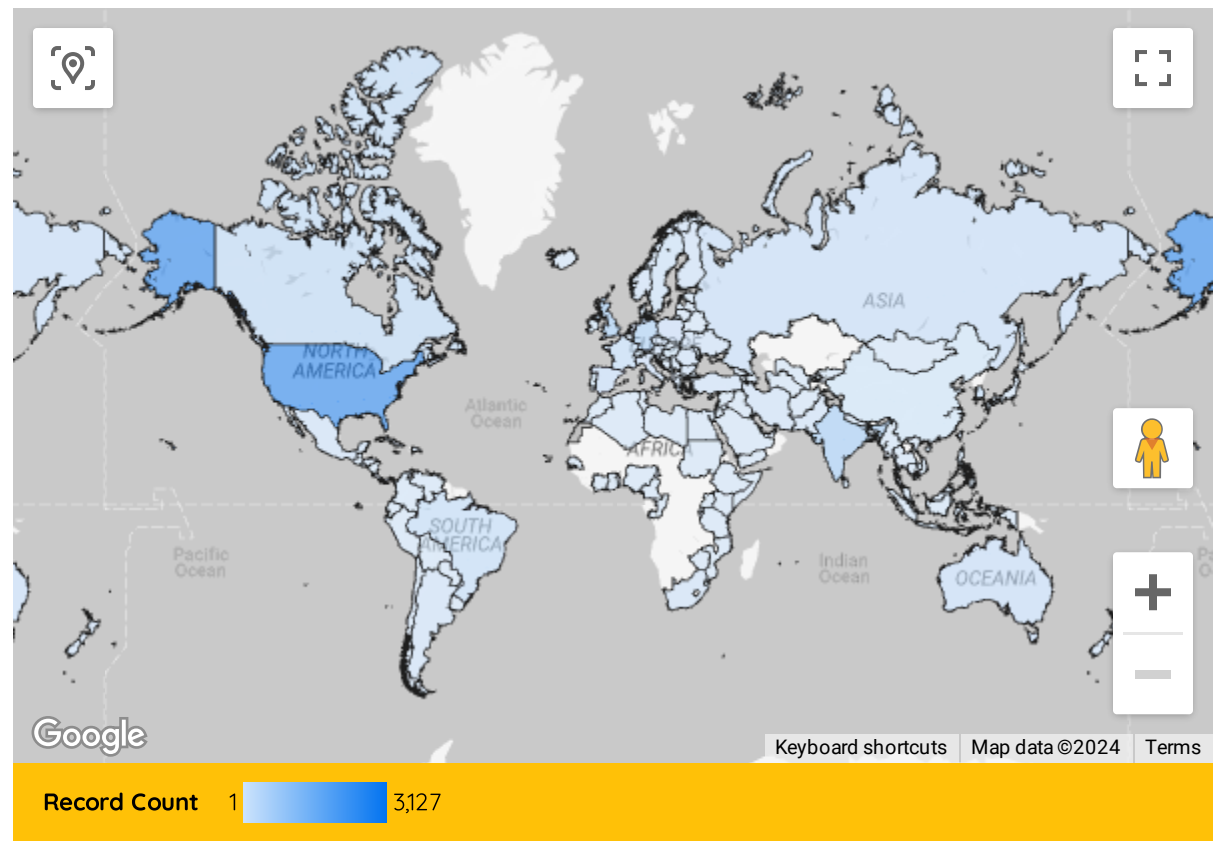 ASIA
NORTH
AMERICA
EUROPE
Atlantic
Ocean
AFRICA
SOUTH
AMERICA
Pacific
Ocean
Indian
Ocean
OCEANIA
Google
Keyboard shortcuts
Map data ©2024
Terms
Record Count 1 3,127